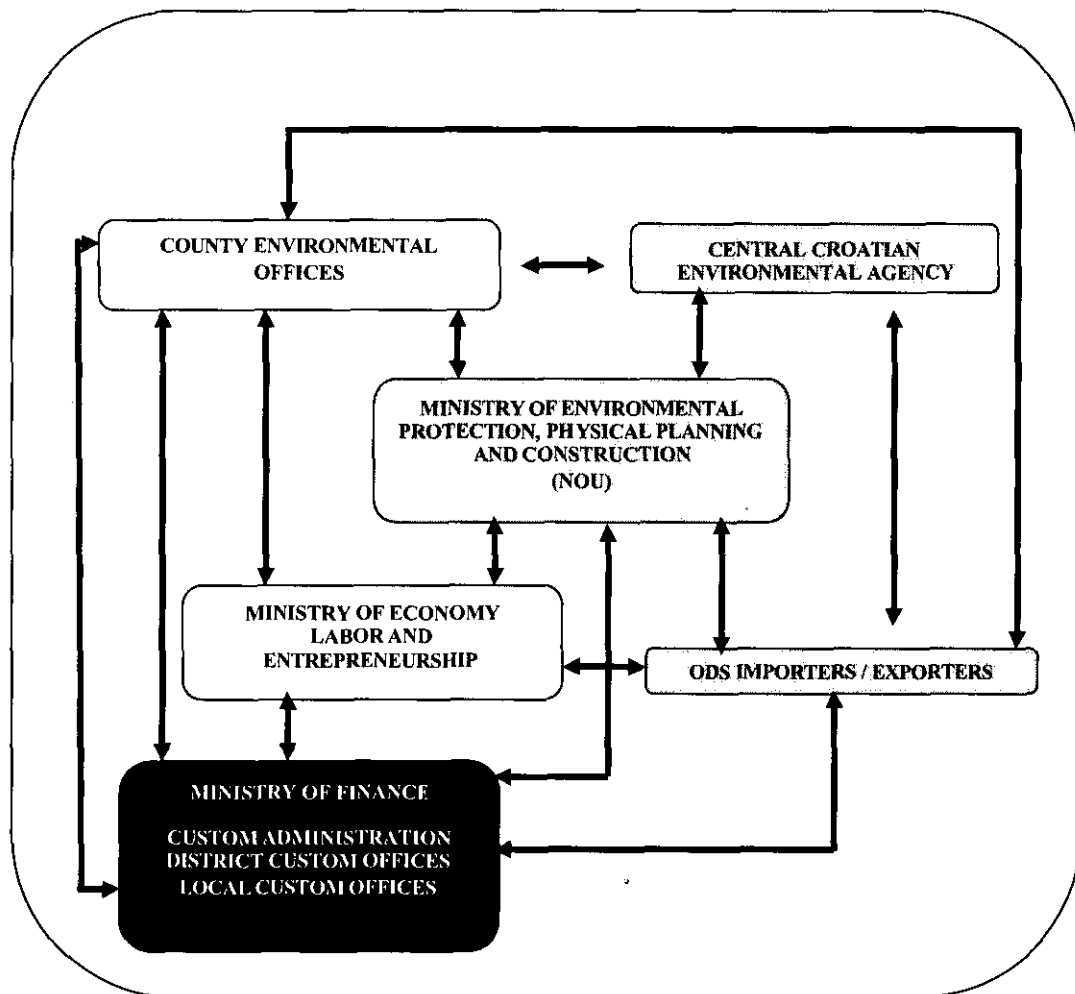 COUNTY ENVIRONMENTAL
OFFICES
CENTRAL CROATIAN
ENVIRONMENTAL AGENCY
MINISTRY OF ENVIRONMENTAL
PROTECTION, PHYSICAL PLANNING
AND CONSTRUCTION
(NOU)
MINISTRY OF ECONOMY
LABOR AND
ENTREPRENEURSHIP
ODS IMPORTERS / EXPORTERS
MINISTRY OF FINANCE
CUSTOM ADMINISTRATION
DISTRICT CUSTOM OFFICES
LOCAL CUSTOM OFFICES